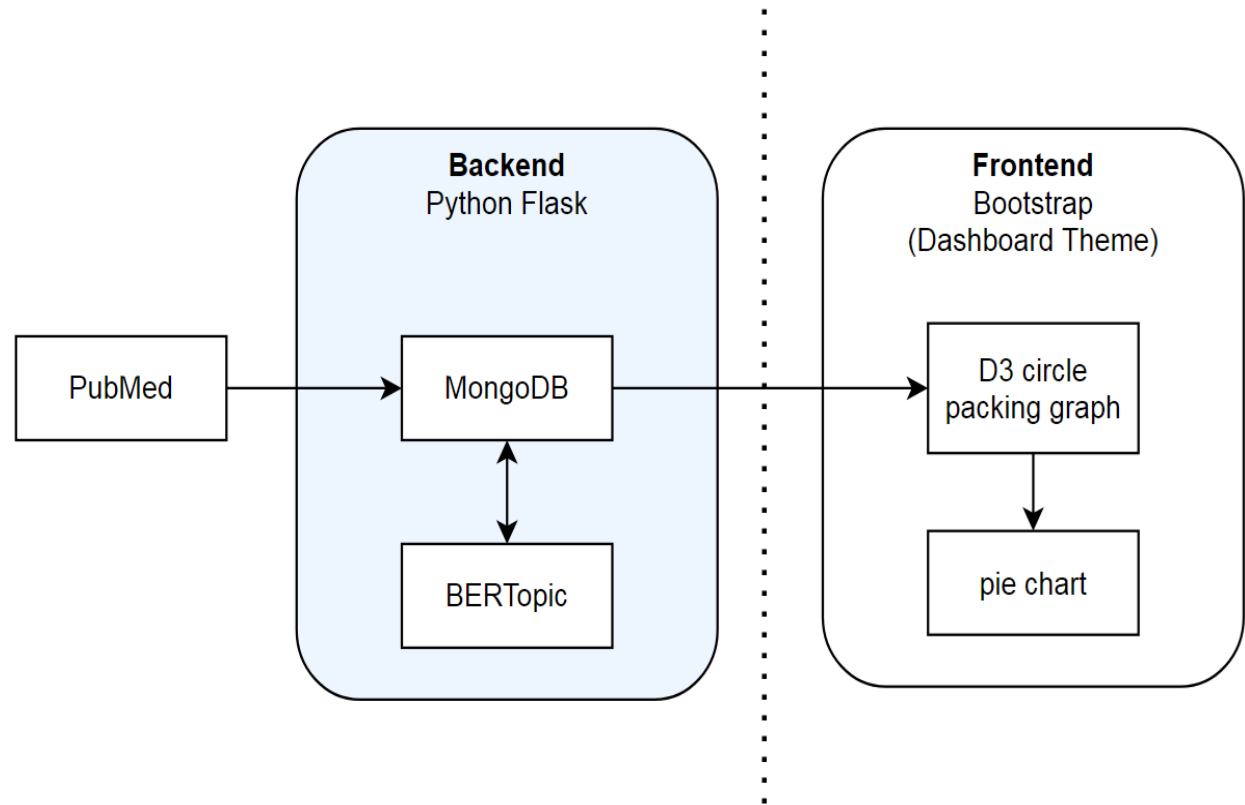 Backend
Python Flask
Frontend
Bootstrap
(Dashboard Theme)
PubMed
MongoDB
D3 circle
packing graph
BERTopic
pie chart